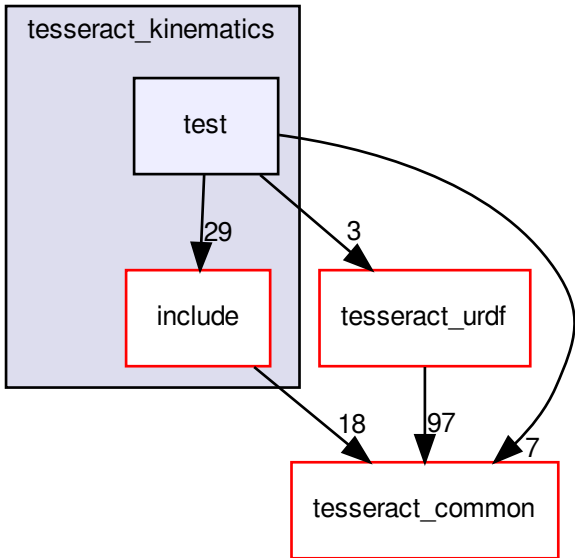 tesseract_kinematics
test
29
3
include
tesseract_urdf
18
97
7
tesseract_common